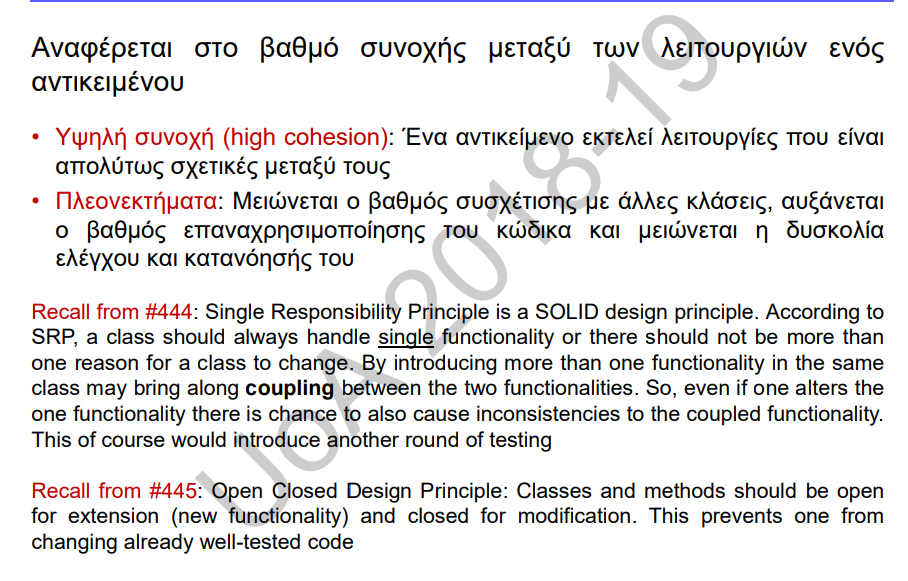 Αναφέρεται στο βαθμό συνοχής μεταξύ των λειτουργιών ενός
αντικειμένου
• Υψηλή συνοχή (high cohesion): Ένα αντικείμενο εκτελεί λειτουργίες που είναι
απολύτως σχετικές μεταξύ τους
• Πλεονεκτήματα: Μειώνεται ο βαθμός συσχέτισης με άλλες κλάσεις, αυξάνεται
ο βαθμός επαναχρησιμοποίησης του κώδικα και μειώνεται η δυσκολία
ελέγχου και κατανόησής του
Recall from #444: Single Responsibility Principle is a SOLID design principle. According to
SRP, a class should always handle single functionality or there should not be more than
one reason for a class to change. By introducing more than one functionality in the same
class may bring along coupling between the two functionalities. So, even if one alters the
one functionality there is chance to also cause inconsistencies to the coupled functionality.
This of course would introduce another round of testing
Recall from #445: Open Closed Design Principle: Classes and methods should be open
for extension (new functionality) and closed for modification. This prevents one from
changing already well-tested code
UoA 2018-19